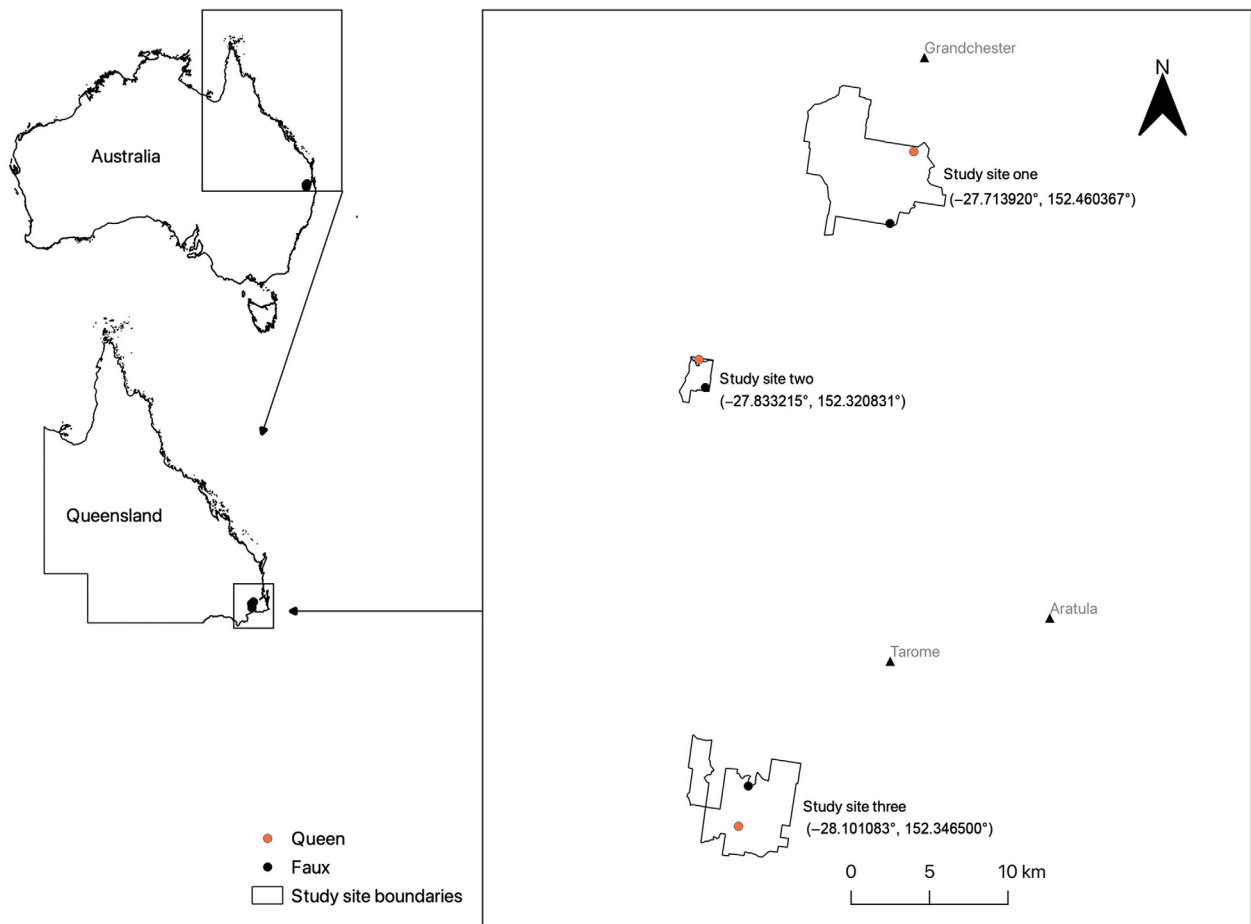 Australia
Queensland
Queen
Faux
Study site boundaries
Grandchester
N
Study site one
(−27.713920°, 152.460367°)
Study site two
(−27.833215°, 152.320831°)
Aratula
Tarome
Study site three
(−28.101083°, 152.346500°)
0 5 10 km